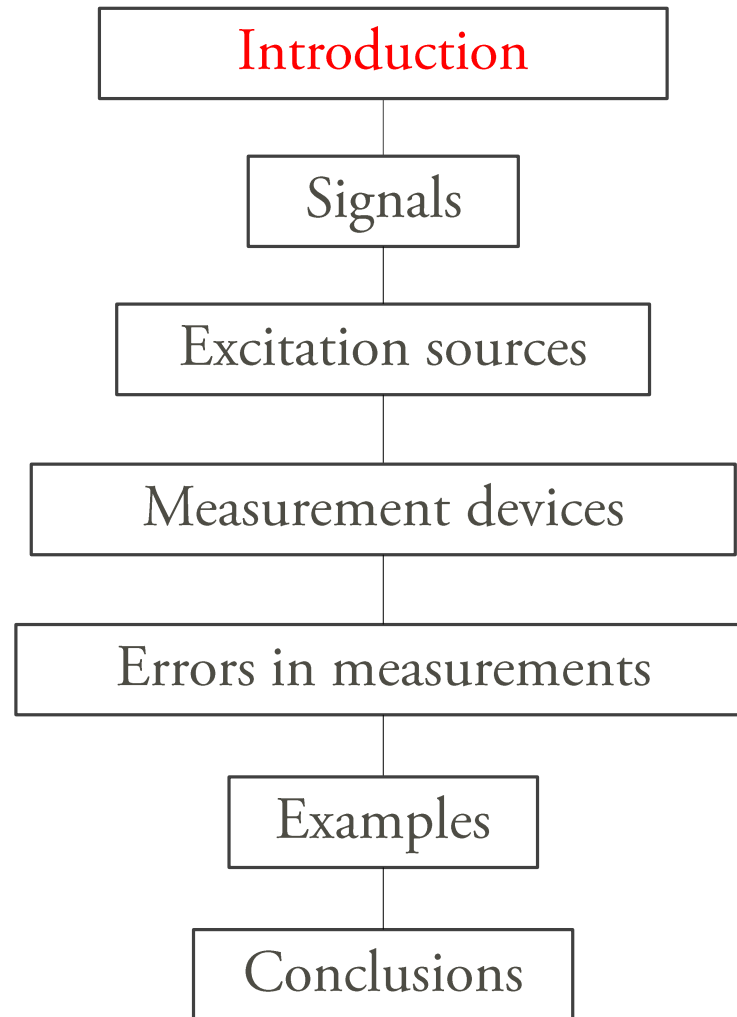 Introduction
Signals
Excitation sources
Measurement devices
Errors in measurements
Examples
Conclusions